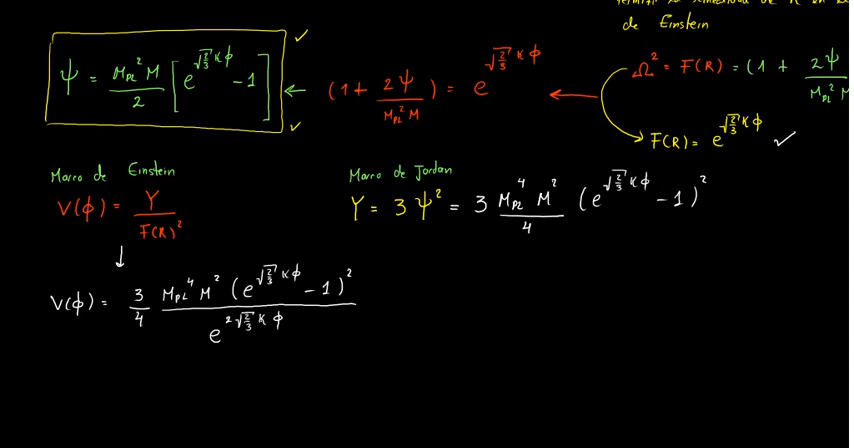 de Einstein
Ψ = M_PL² M / 2 [ e^{√(2/3) κ φ} - 1 ] ✓ ✓
← (1 + 2Ψ / M_PL² M) = e^{√(2/3) κ φ} ←
Ω² = F(R) = (1 + 2Ψ / M_PL² M
F(R) = e^{√(2/3) κ φ} ✓
Marco de Einstein
V(φ) = Y / F(R)²
↓
Marco de Jordan
Y = 3 Ψ² = 3 M_PL⁴ M² / 4 (e^{√(2/3) κ φ} - 1)²
V(φ) = 3/4 M_PL⁴ M² (e^{√(2/3) κ φ} - 1)² / e^{2 √(2/3) κ φ}